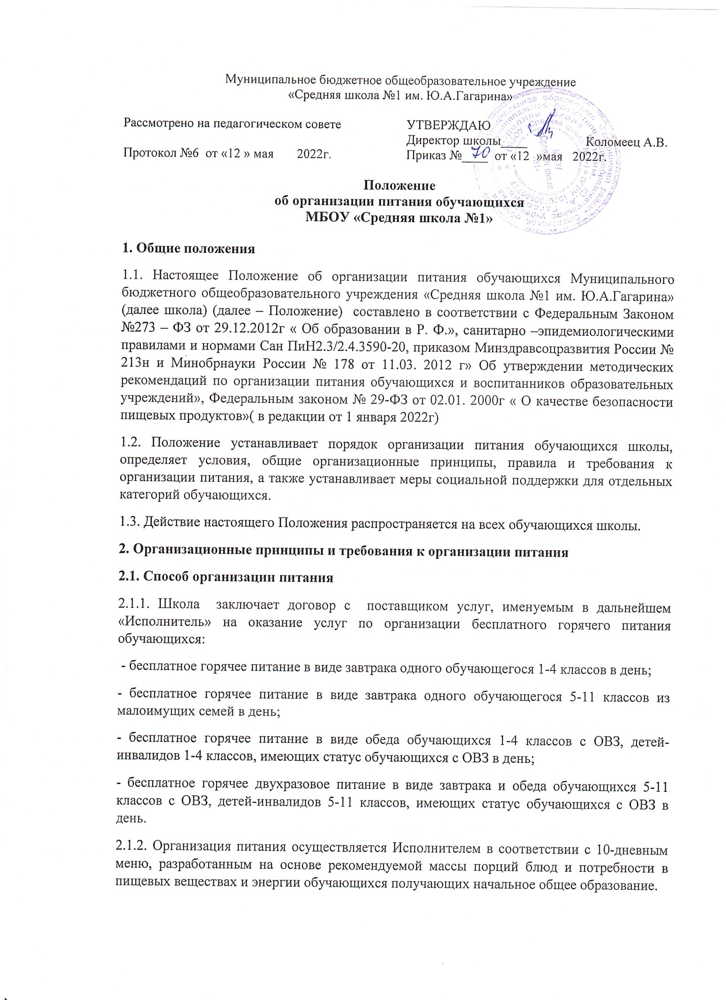 Муниципальное бюджетное общеобразовательное учреждение
«Средняя школа №1 им. Ю.А.Гагарина»
Рассмотрено на педагогическом совете
Протокол №6 от «12 » мая 2022г.
УТВЕРЖДАЮ
Директор школы____ Коломеец А.В.
Приказ № 70 от «12 »мая 2022г.
Положение
об организации питания обучающихся
МБОУ «Средняя школа №1»
1. Общие положения
1.1. Настоящее Положение об организации питания обучающихся Муниципального
бюджетного общеобразовательного учреждения «Средняя школа №1 им. Ю.А.Гагарина»
(далее школа) (далее – Положение) составлено в соответствии с Федеральным Законом
№273 – ФЗ от 29.12.2012г « Об образовании в Р. Ф.», санитарно –эпидемиологическими
правилами и нормами Сан ПиН2.3/2.4.3590-20, приказом Минздравсоцразвития России №
213н и Минобрнауки России № 178 от 11.03. 2012 г» Об утверждении методических
рекомендаций по организации питания обучающихся и воспитанников образовательных
учреждений», Федеральным законом № 29-ФЗ от 02.01. 2000г « О качестве безопасности
пищевых продуктов»( в редакции от 1 января 2022г)
1.2. Положение устанавливает порядок организации питания обучающихся школы,
определяет условия, общие организационные принципы, правила и требования к
организации питания, а также устанавливает меры социальной поддержки для отдельных
категорий обучающихся.
1.3. Действие настоящего Положения распространяется на всех обучающихся школы.
2. Организационные принципы и требования к организации питания
2.1. Способ организации питания
2.1.1. Школа заключает договор с поставщиком услуг, именуемым в дальнейшем
«Исполнитель» на оказание услуг по организации бесплатного горячего питания
обучающихся:
- бесплатное горячее питание в виде завтрака одного обучающегося 1-4 классов в день;
- бесплатное горячее питание в виде завтрака одного обучающегося 5-11 классов из
малоимущих семей в день;
- бесплатное горячее питание в виде обеда обучающихся 1-4 классов с ОВЗ, детей-
инвалидов 1-4 классов, имеющих статус обучающихся с ОВЗ в день;
- бесплатное горячее двухразовое питание в виде завтрака и обеда обучающихся 5-11
классов с ОВЗ, детей-инвалидов 5-11 классов, имеющих статус обучающихся с ОВЗ в
день.
2.1.2. Организация питания осуществляется Исполнителем в соответствии с 10-дневным
меню, разработанным на основе рекомендуемой массы порций блюд и потребности в
пищевых веществах и энергии обучающихся получающих начальное общее образование.